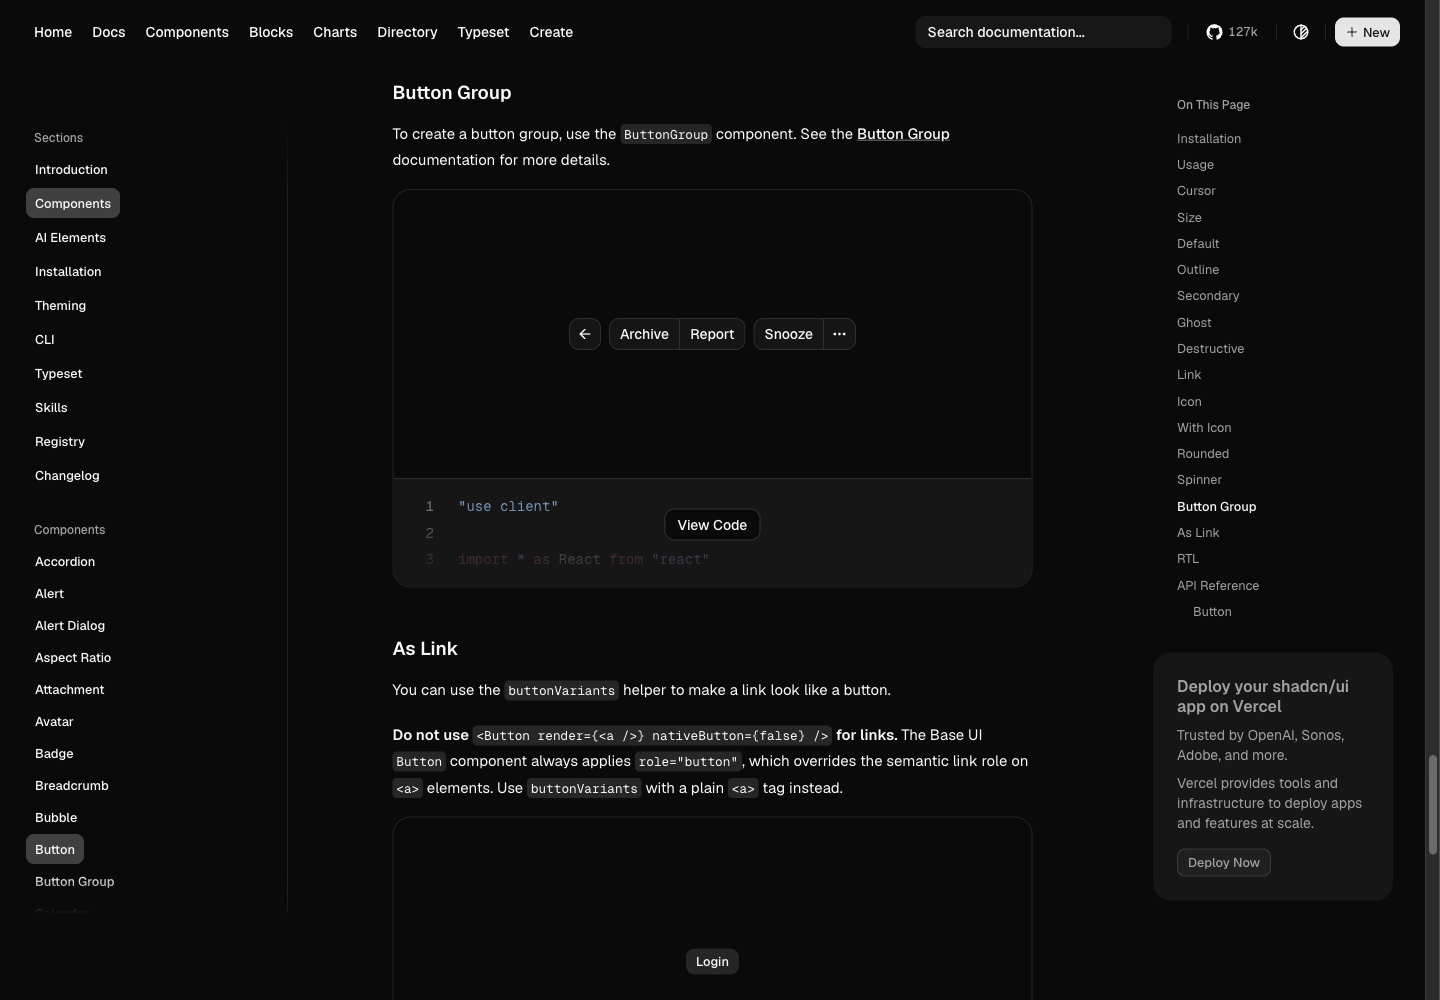 Home Docs Components Blocks Charts Directory Typeset Create
Search documentation...
127k
New
Sections
Introduction
Components
AI Elements
Installation
Theming
CLI
Typeset
Skills
Registry
Changelog
Components
Accordion
Alert
Alert Dialog
Aspect Ratio
Attachment
Avatar
Badge
Breadcrumb
Bubble
Button
Button Group
Calendar
Button Group
To create a button group, use the ButtonGroup component. See the Button Group
documentation for more details.
Archive Report Snooze
1 "use client"
2
3 import * as React from "react"
View Code
As Link
You can use the buttonVariants helper to make a link look like a button.
Do not use <Button render={<a />} nativeButton={false} /> for links. The Base UI
Button component always applies role="button", which overrides the semantic link role on
<a> elements. Use buttonVariants with a plain <a> tag instead.
Login
On This Page
Installation
Usage
Cursor
Size
Default
Outline
Secondary
Ghost
Destructive
Link
Icon
With Icon
Rounded
Spinner
Button Group
As Link
RTL
API Reference
Button
Deploy your shadcn/ui
app on Vercel
Trusted by OpenAI, Sonos,
Adobe, and more.
Vercel provides tools and
infrastructure to deploy apps
and features at scale.
Deploy Now